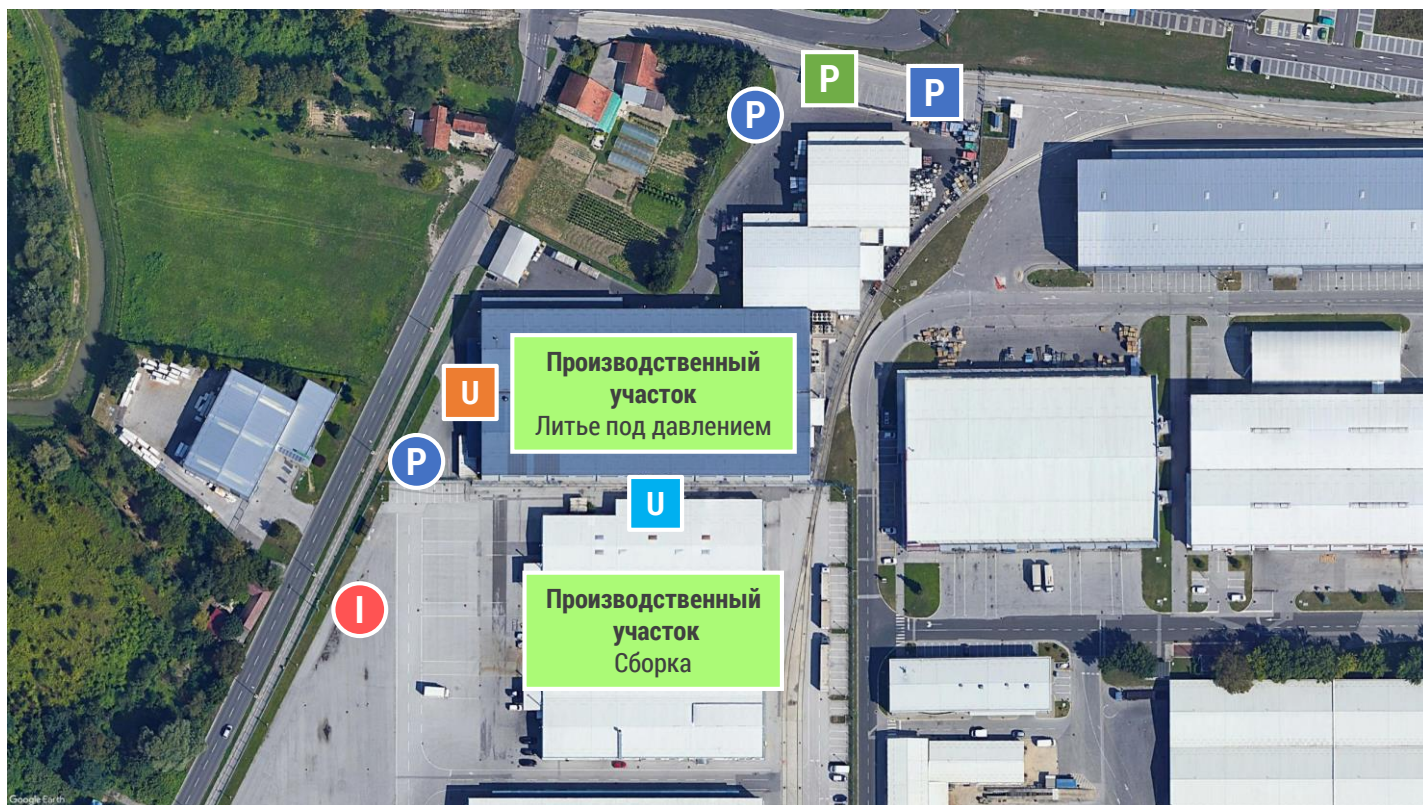 P
P
P
Производственный
участок
Литье под давлением
U
P
U
I
Производственный
участок
Сборка
Google Earth